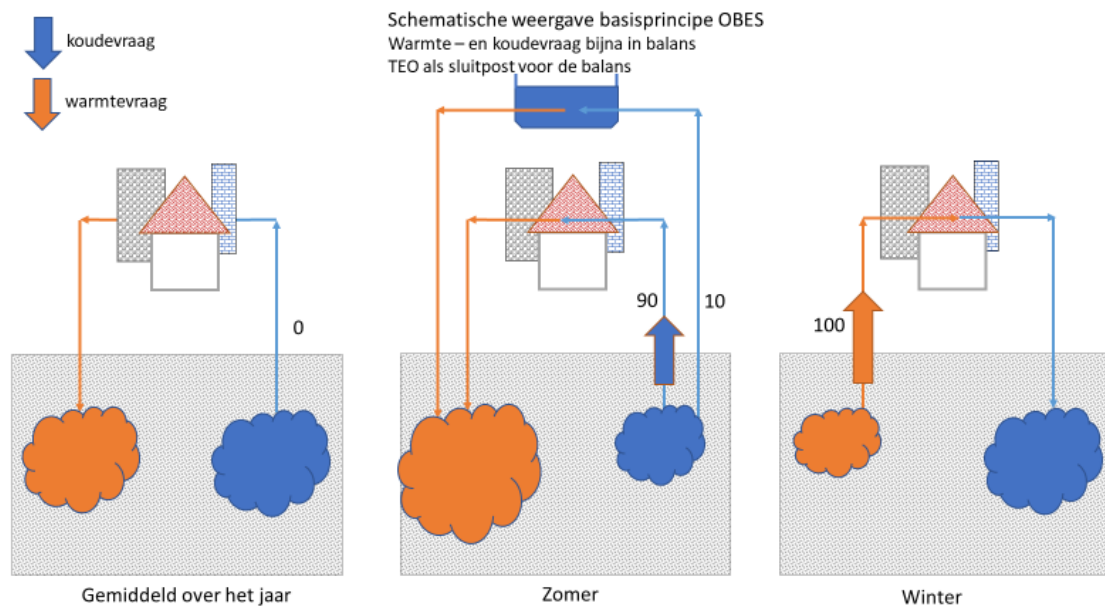 Schematische weergave basisprincipe OBES
Warmte – en koudevraag bijna in balans
TEO als sluitpost voor de balans
koudevraag
warmtevraag
0
90
10
100
Gemiddeld over het jaar
Zomer
Winter